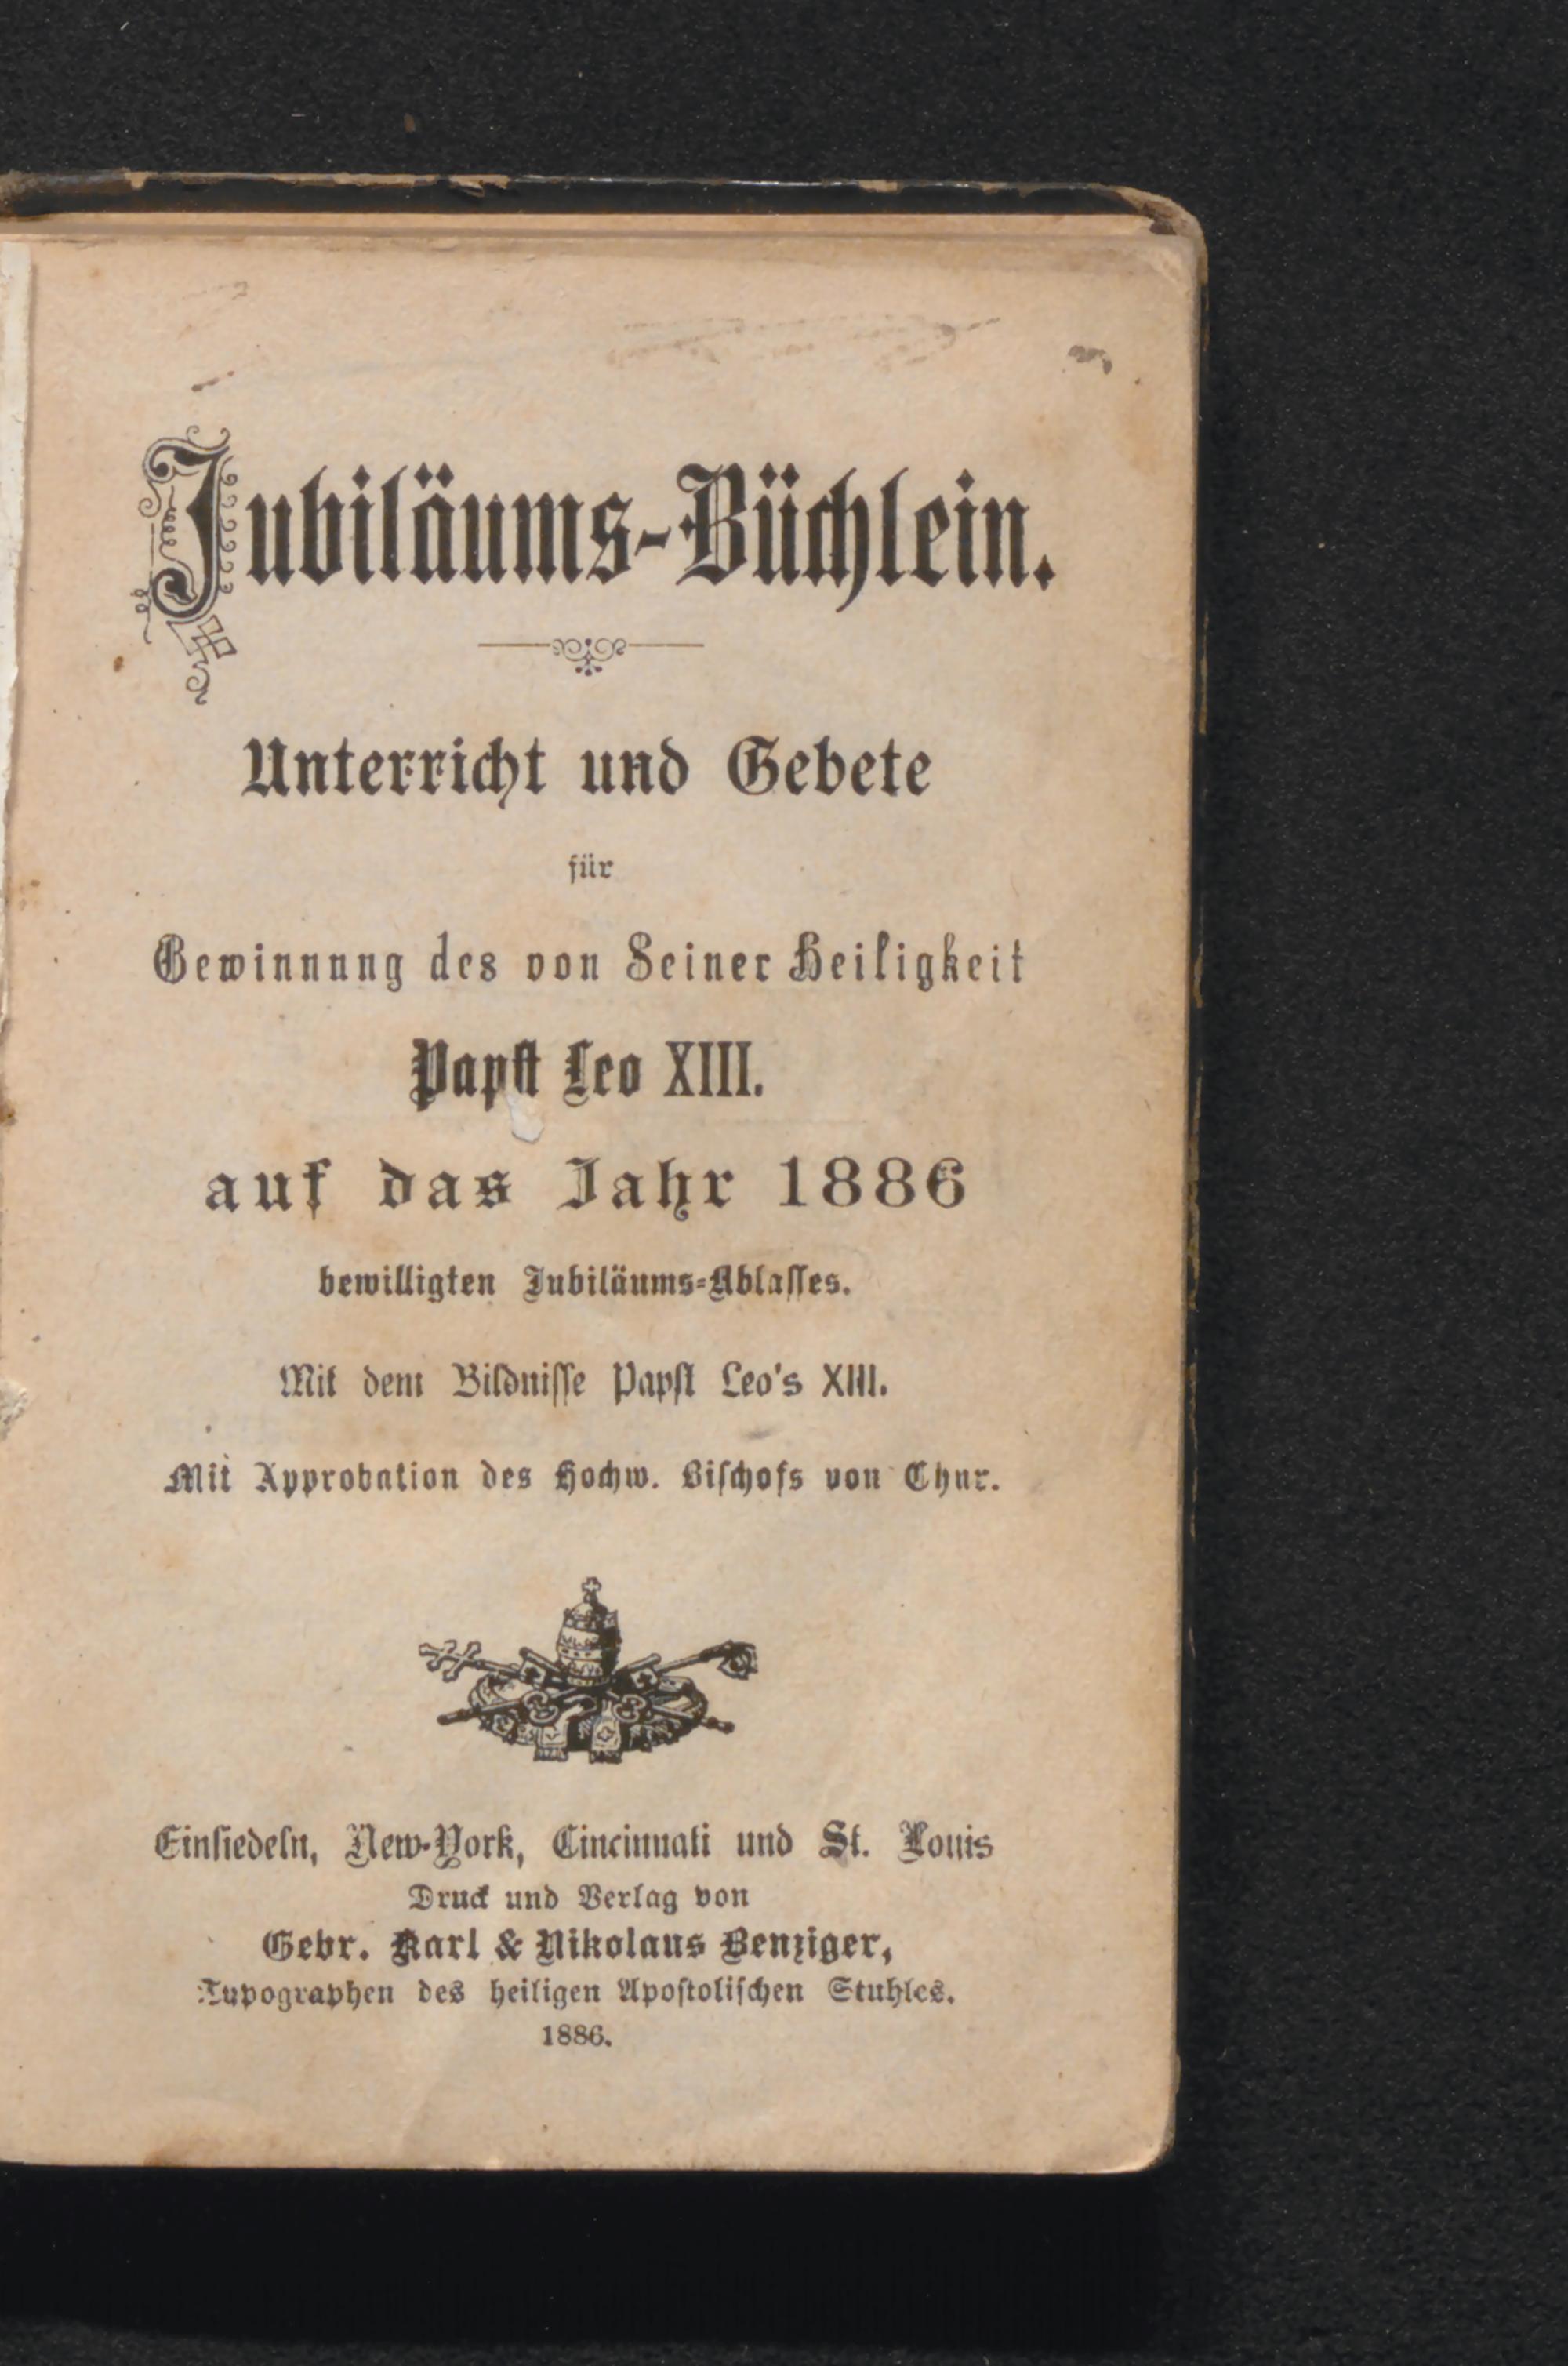 Jubiläums-Büchlein.
Unterricht und Gebete
für
Gewinnung des von Seiner Heiligkeit
Papst Leo XIII.
auf das Jahr 1886
bewilligten Jubiläums-Ablasses.
Mit dem Bildnisse Papst Leo's XIII.
Mit Approbation des Hochw. Bischofs von Chur.
Einsiedeln, New-York, Cincinnati und St. Louis
Druck und Verlag von
Gebr. Karl & Nikolaus Benziger,
Typographen des heiligen Apostolischen Stuhles.
1886.